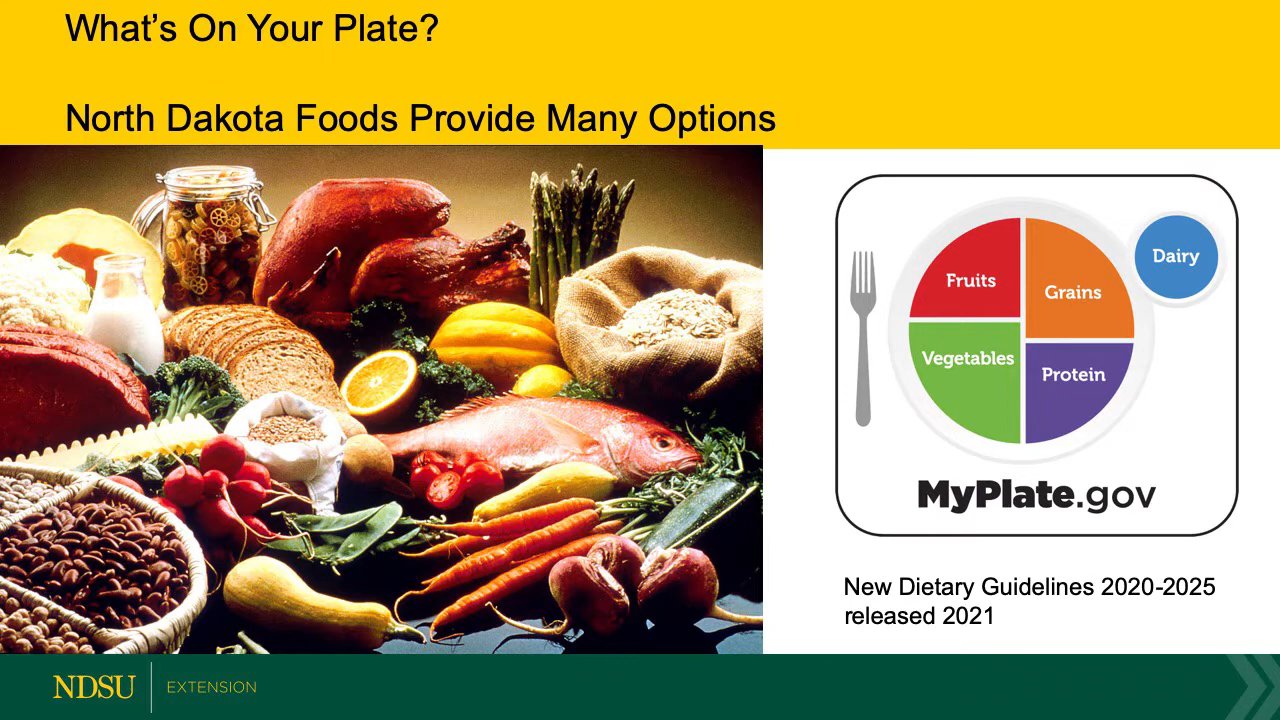 What's On Your Plate?
North Dakota Foods Provide Many Options
Fruits
Grains
Dairy
Vegetables
Protein
MyPlate.gov
New Dietary Guidelines 2020-2025
released 2021
NDSU
EXTENSION